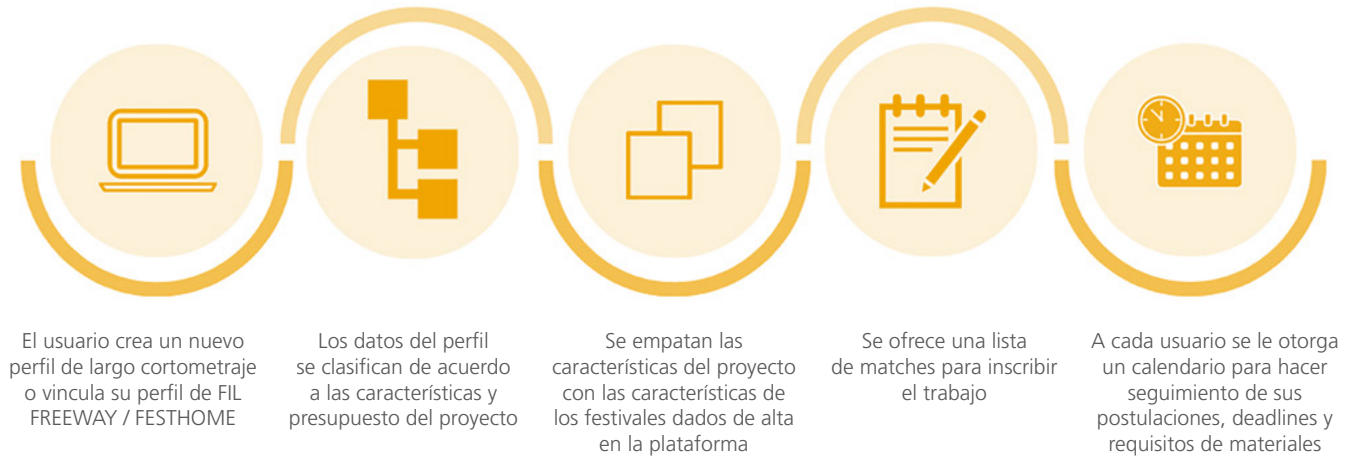 El usuario crea un nuevo
perfil de largo cortometraje
o vincula su perfil de FIL
FREEWAY / FESTHOME
Los datos del perfil
se clasifican de acuerdo
a las características y
presupuesto del proyecto
Se empatan las
características del proyecto
con las características de
los festivales dados de alta
en la plataforma
Se ofrece una lista
de matches para inscribir
el trabajo
A cada usuario se le otorga
un calendario para hacer
seguimiento de sus
postulaciones, deadlines y
requisitos de materiales